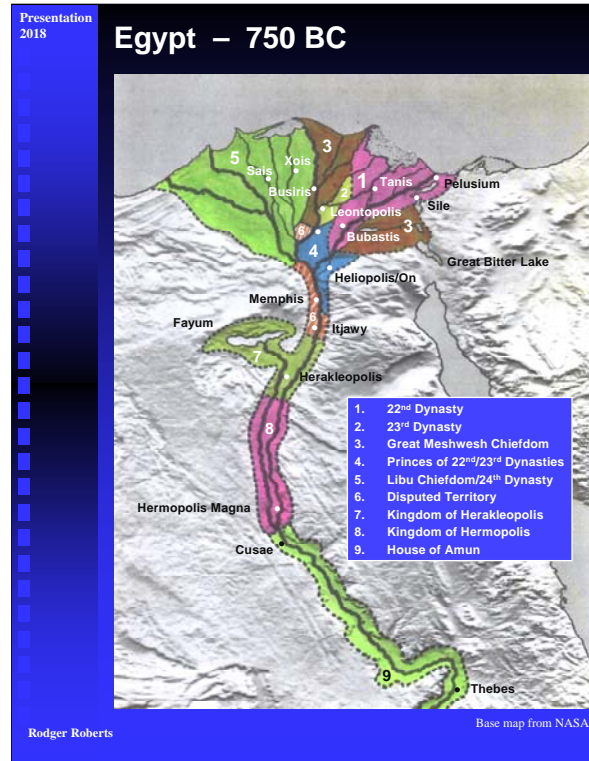 Presentation
2018
Egypt – 750 BC
3
5
Xois
Sais
1
Tanis
Pelusium
Busiris
2
Sile
Leontopolis
6
Bubastis
3
4
Great Bitter Lake
Heliopolis/On
Memphis
6
Fayum
Itjawy
7
Herakleopolis
8
1. 22nd Dynasty
2. 23rd Dynasty
3. Great Meshwesh Chiefdom
4. Princes of 22nd/23rd Dynasties
5. Libu Chiefdom/24th Dynasty
6. Disputed Territory
7. Kingdom of Herakleopolis
8. Kingdom of Hermopolis
9. House of Amun
Hermopolis Magna
Cusae
9
Thebes
Base map from NASA
Rodger Roberts